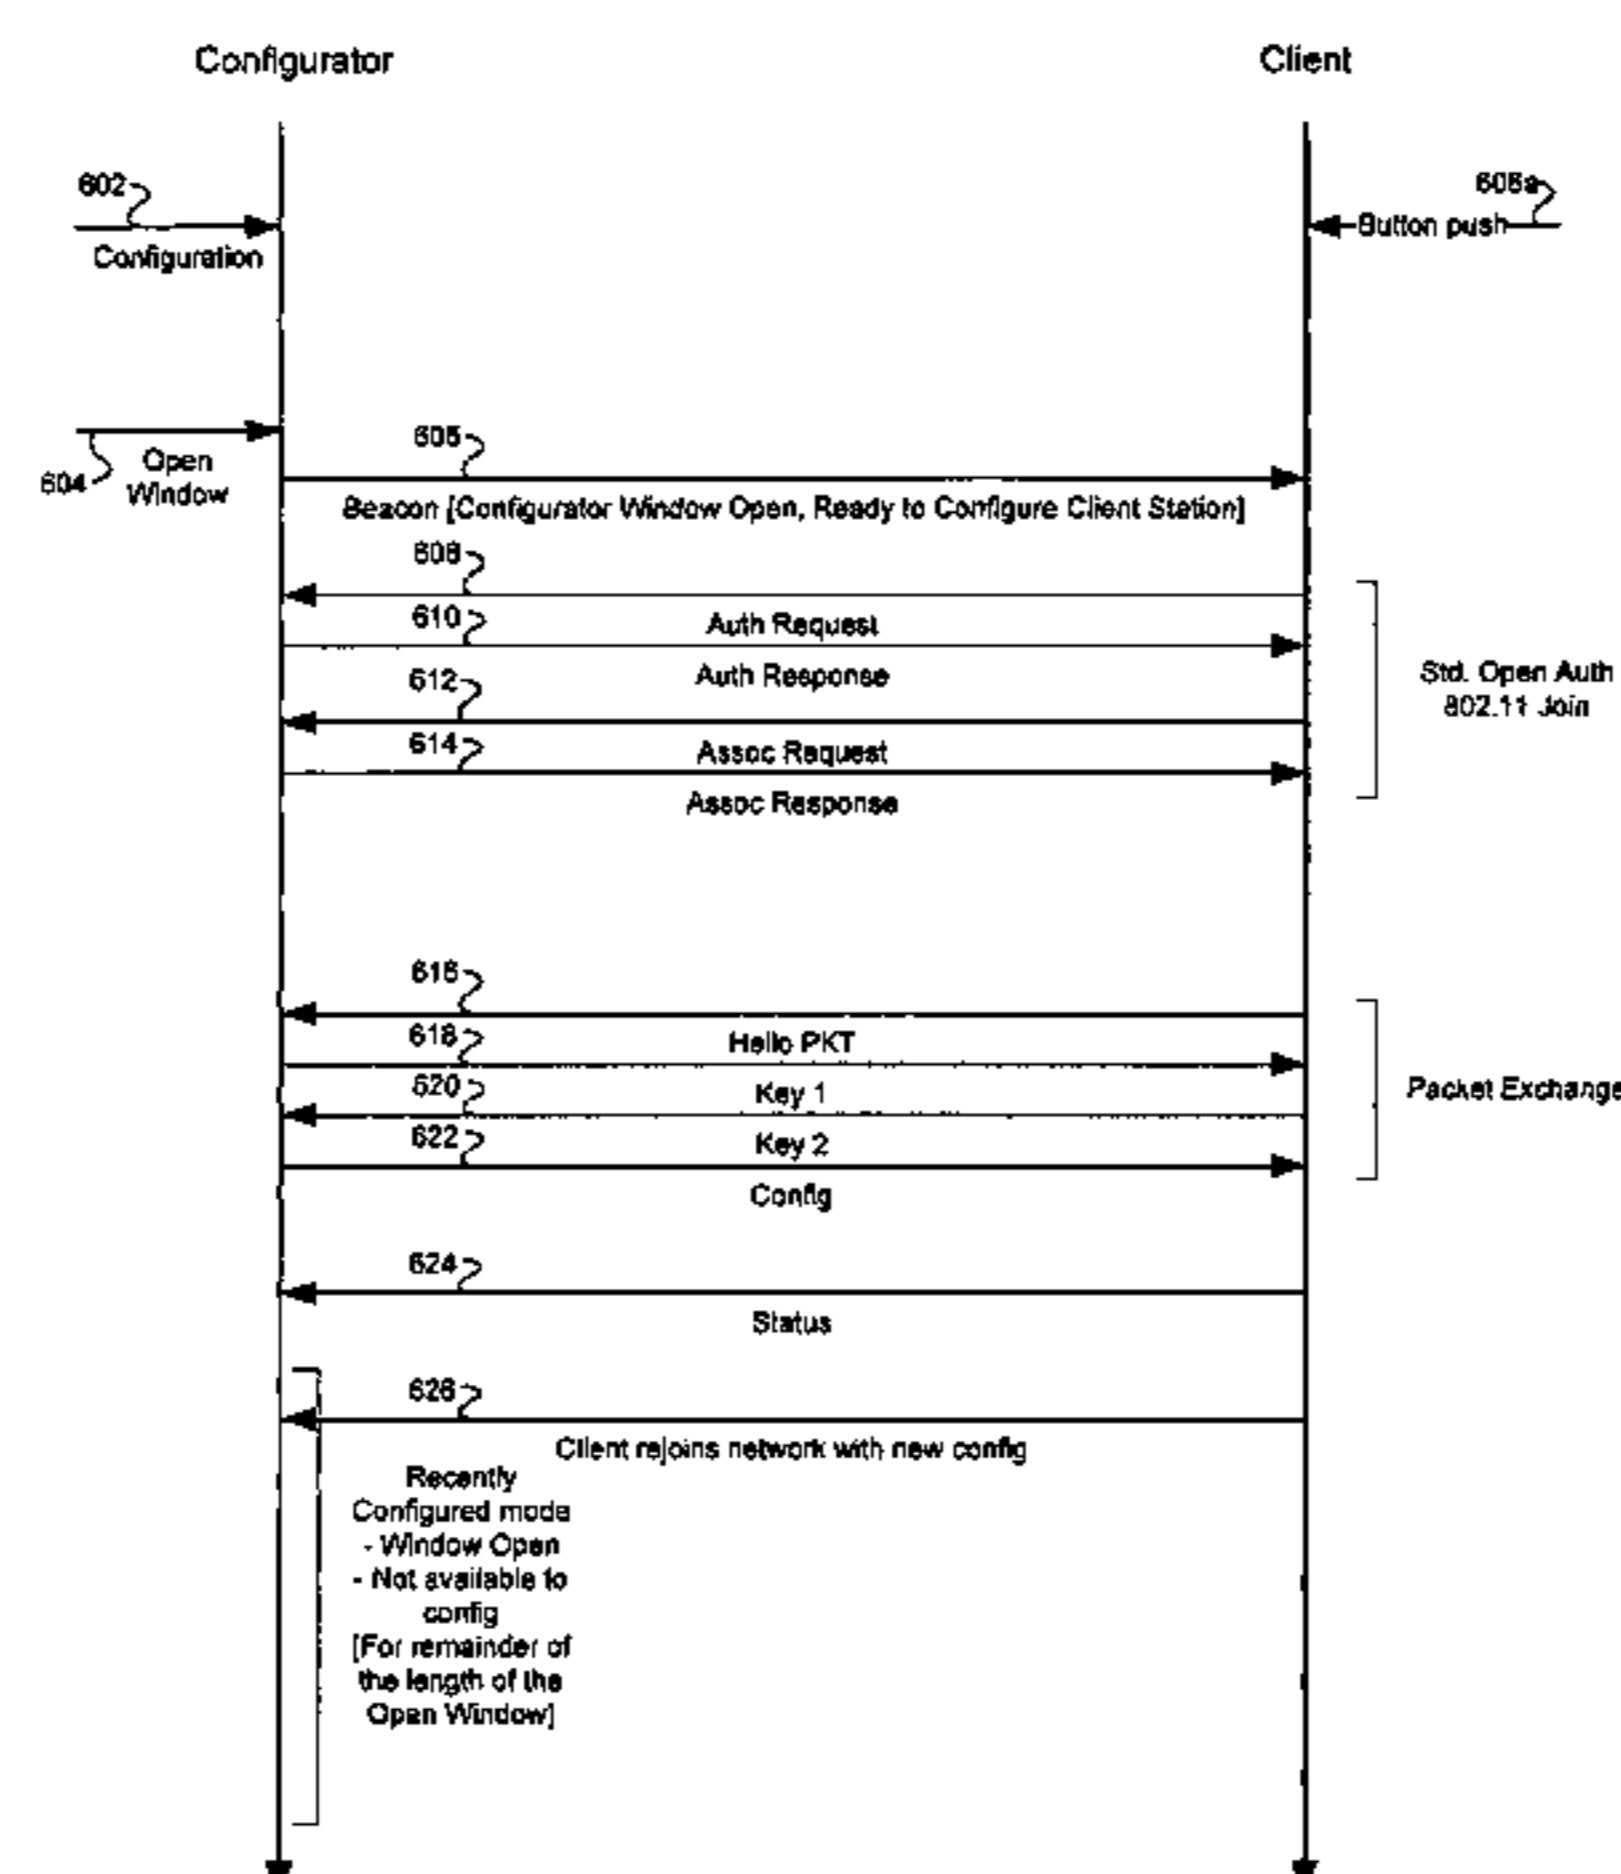 Configurator
Client
602
Configuration
606a
Button push
604
Open
Window
606
Beacon [Configurator Window Open, Ready to Configure Client Station]
608
Auth Request
610
Auth Response
612
Assoc Request
614
Assoc Response
Std. Open Auth
802.11 Join
616
Hello PKT
618
Key 1
620
Key 2
622
Config
Packet Exchange
624
Status
626
Client rejoins network with new config
Recently
Configured mode
- Window Open
- Not available to
config
[For remainder of
the length of the
Open Window]